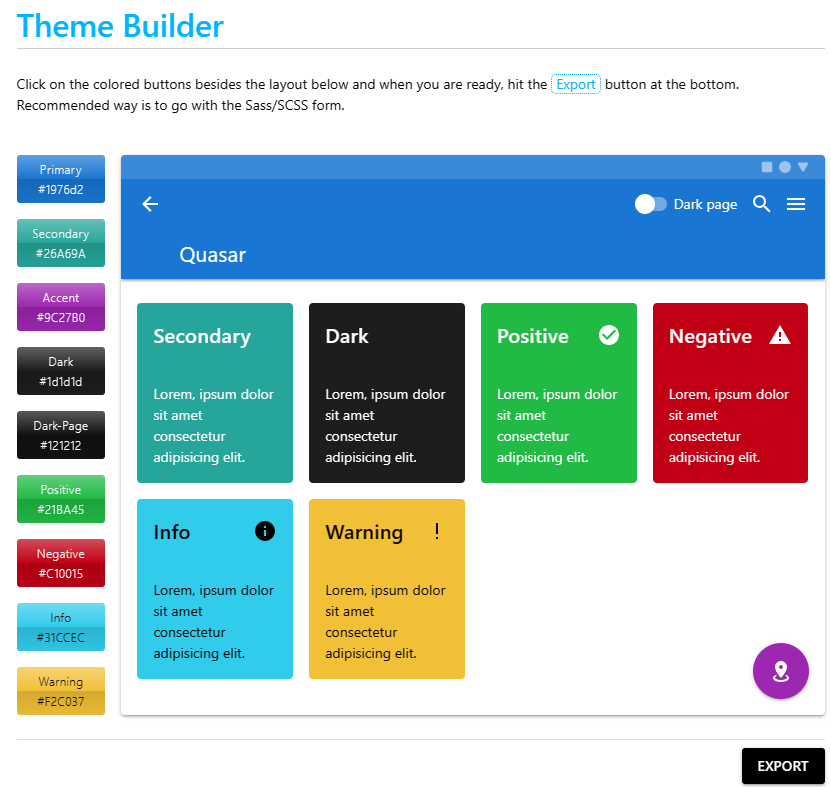 Theme Builder
Click on the colored buttons besides the layout below and when you are ready, hit the Export button at the bottom.
Recommended way is to go with the Sass/SCSS form.
Primary
#1976d2
Secondary
#26A69A
Accent
#9C27B0
Dark
#1d1d1d
Dark-Page
#121212
Positive
#21BA45
Negative
#C10015
Info
#31CCEC
Warning
#F2C037
Dark page
Quasar
Secondary
Lorem, ipsum dolor
sit amet
consectetur
adipisicing elit.
Dark
Lorem, ipsum dolor
sit amet
consectetur
adipisicing elit.
Positive
Lorem, ipsum dolor
sit amet
consectetur
adipisicing elit.
Negative
Lorem, ipsum dolor
sit amet
consectetur
adipisicing elit.
Info
Lorem, ipsum dolor
sit amet
consectetur
adipisicing elit.
Warning
Lorem, ipsum dolor
sit amet
consectetur
adipisicing elit.
EXPORT